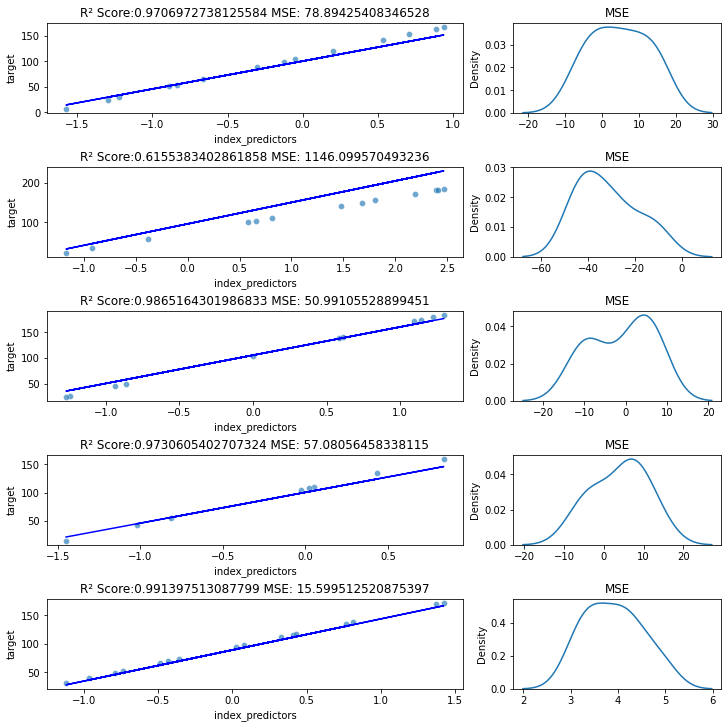 R² Score:0.9706972738125584 MSE: 78.89425408346528
MSE
target
150
100
50
0
−1.5 −1.0 −0.5 0.0 0.5 1.0
index_predictors
Density
0.03
0.02
0.01
0.00
−20 −10 0 10 20 30
R² Score:0.6155383402861858 MSE: 1146.099570493236
MSE
target
200
100
−1.0 −0.5 0.0 0.5 1.0 1.5 2.0 2.5
index_predictors
Density
0.03
0.02
0.01
0.00
−60 −40 −20 0
R² Score:0.9865164301986833 MSE: 50.99105528899451
MSE
target
150
100
50
−1.0 −0.5 0.0 0.5 1.0
index_predictors
Density
0.04
0.02
0.00
−20 −10 0 10 20
R² Score:0.9730605402707324 MSE: 57.08056458338115
MSE
target
150
100
50
−1.5 −1.0 −0.5 0.0 0.5
index_predictors
Density
0.04
0.02
0.00
−20 −10 0 10 20
R² Score:0.991397513087799 MSE: 15.599512520875397
MSE
target
150
100
50
−1.0 −0.5 0.0 0.5 1.0 1.5
index_predictors
Density
0.4
0.2
0.0
2 3 4 5 6